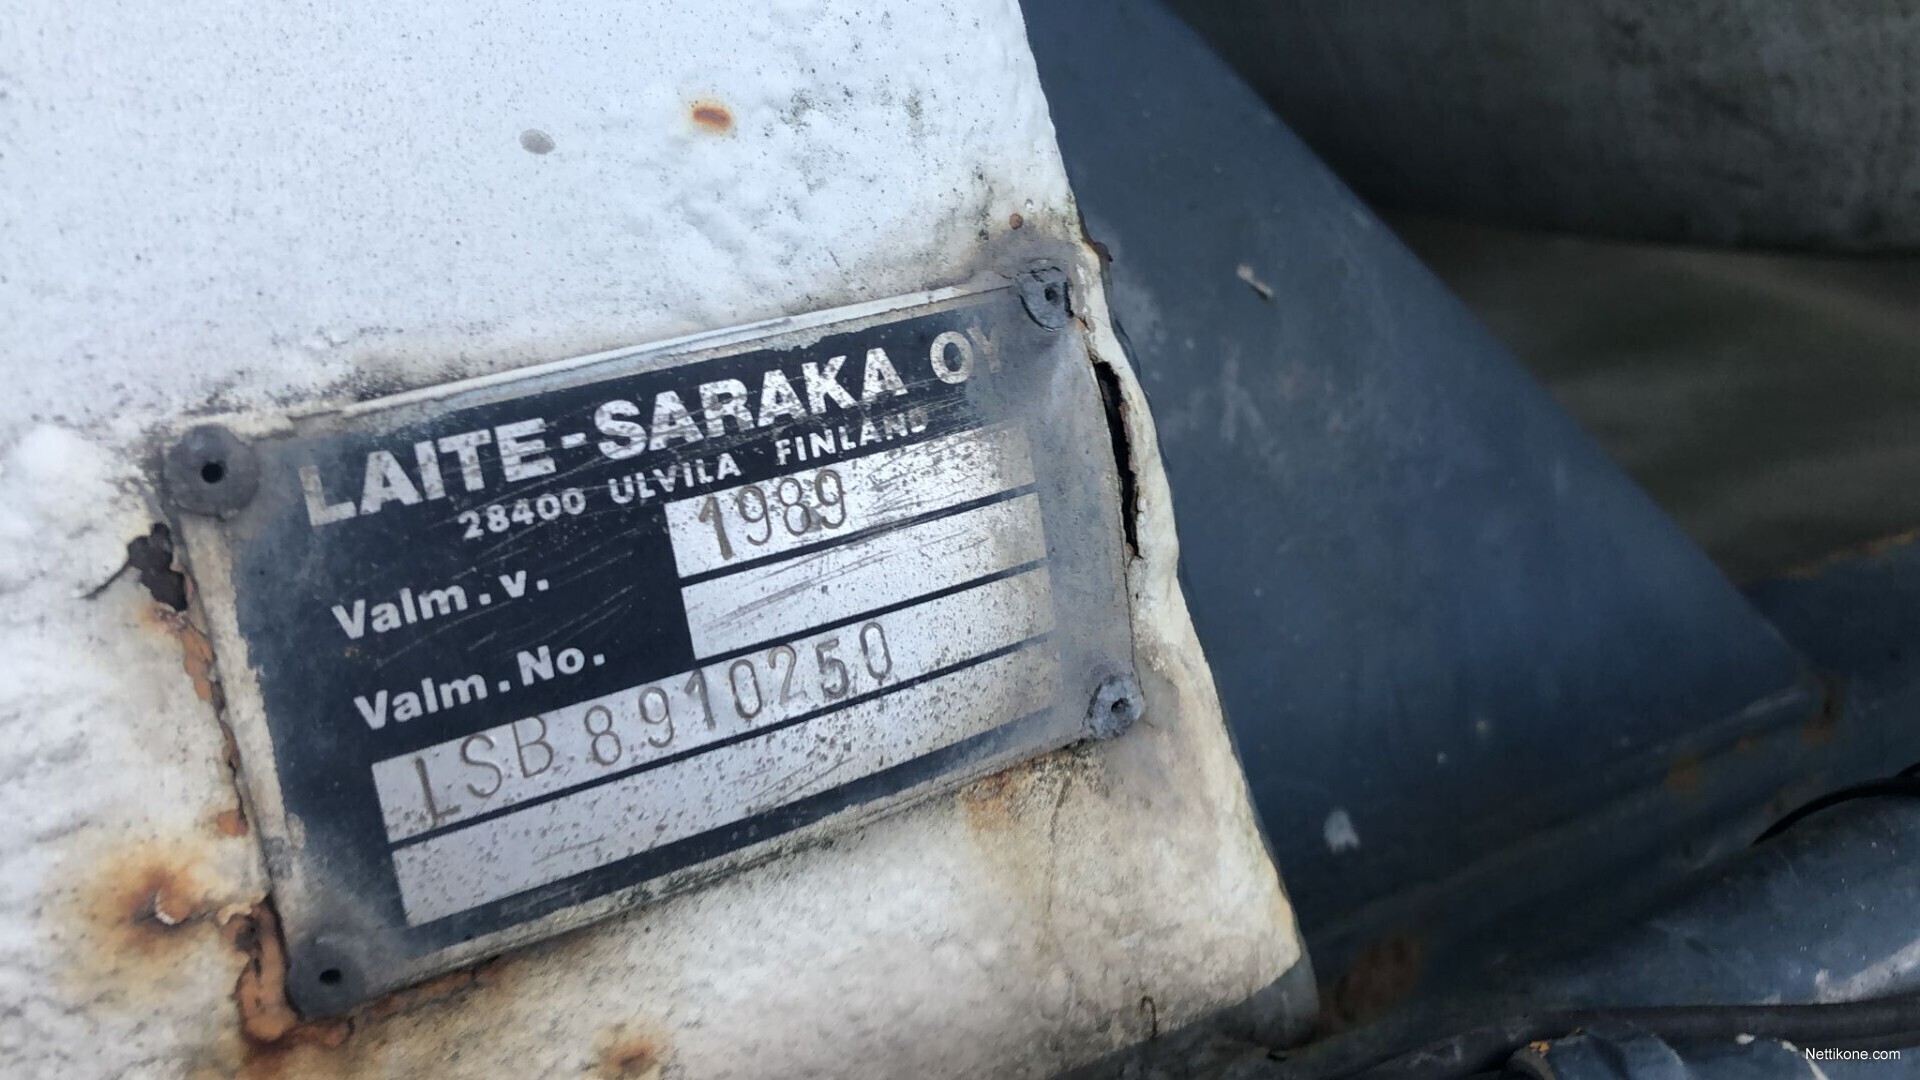 LAITE-SARAKA OY
28400 ULVILA FINLAND
Valm.v. 1989
Valm.No.
LSB 8910250
Nettikone.com